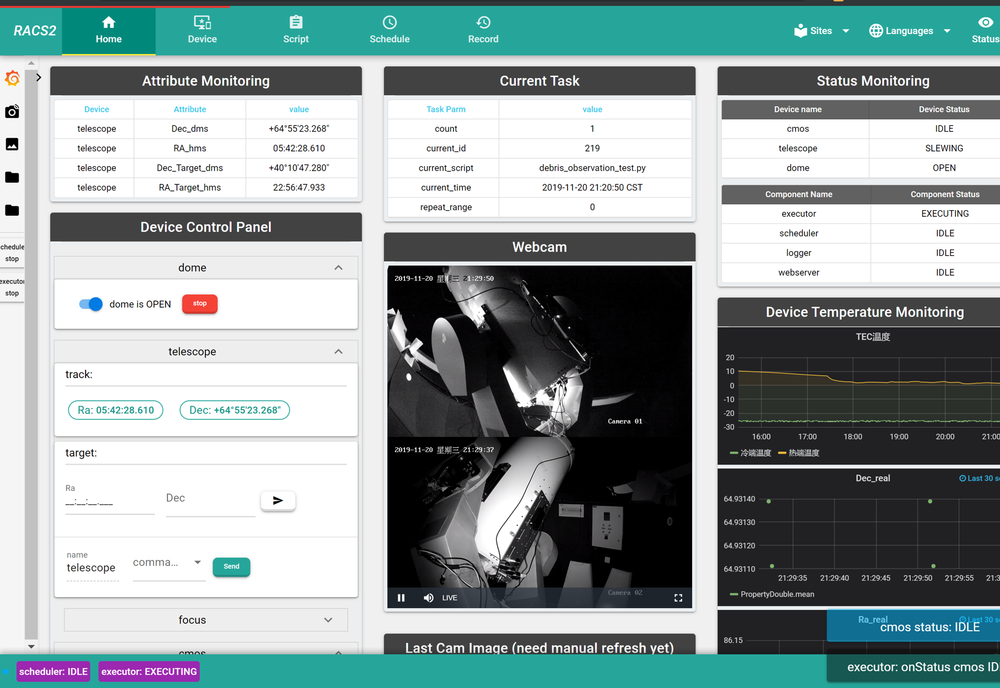 RACS2
Home
Device
Script
Schedule
Record
Sites
Languages
Status
stop
stop
Attribute Monitoring
Device Attribute value
telescope Dec_dms +64°55'23.268"
telescope RA_hms 05:42:28.610
telescope Dec_Target_dms +40°10'47.280"
telescope RA_Target_hms 22:56:47.933
Device Control Panel
dome
dome is OPEN stop
telescope
track:
Ra: 05:42:28.610 Dec: +64°55'23.268"
target:
Ra
__:__:__.___
Dec
name
telescope
comma...
Send
focus
cmos
Current Task
Task Parm value
count 1
current_id 219
current_script debris_observation_test.py
current_time 2019-11-20 21:20:50 CST
repeat_range 0
Webcam
2019-11-20 星期三 21:29:50
Camera 01
2019-11-20 星期三 21:29:37
Camera 02
LIVE
Last Cam Image (need manual refresh yet)
Status Monitoring
Device name Device Status
cmos IDLE
telescope SLEWING
dome OPEN
Component Name Component Status
executor EXECUTING
scheduler IDLE
logger IDLE
webserver IDLE
Device Temperature Monitoring
TEC温度
20
10
0
-10
-20
-30
16:00 17:00 18:00 19:00 20:00 21:00
冷端温度 热端温度
Dec_real
Last 30 se
64.93140
64.93130
64.93120
64.93110
21:29:35 21:29:40 21:29:45 21:29:50 21:29:55 21:3
PropertyDouble.mean
Ra_real
Last 30 se
86.15
cmos status: IDLE
executor: onStatus cmos ID
scheduler: IDLE executor: EXECUTING